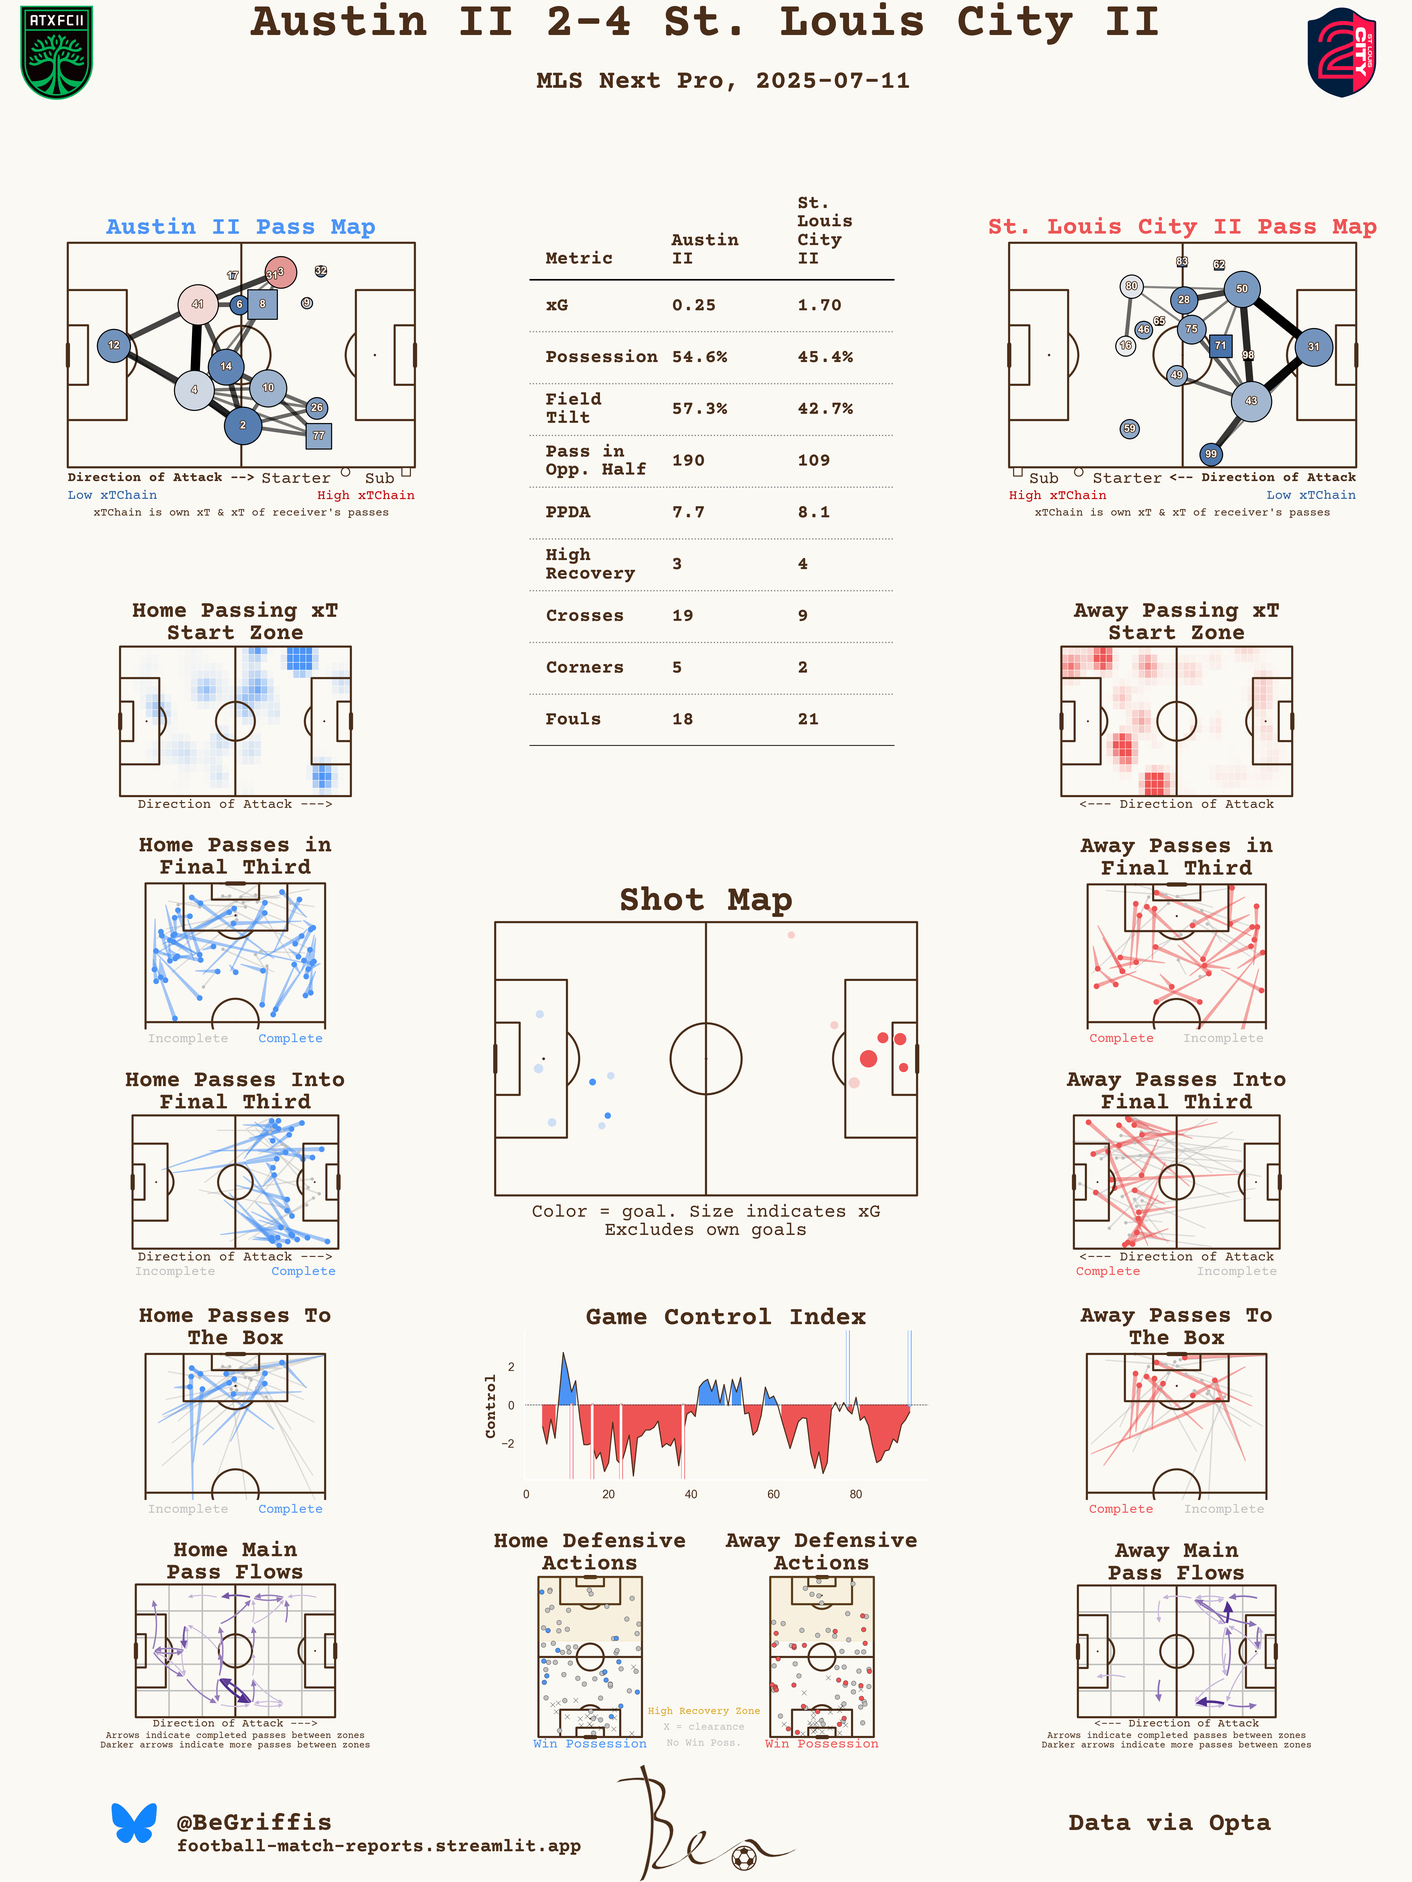 Austin II 2-4 St. Louis City II
MLS Next Pro, 2025-07-11
ATXFCII
CITY
ST LOUIS
2
Austin II Pass Map
17
31
3
32
41
6
8
9
12
14
4
10
26
2
77
Direction of Attack --> Starter Sub
Low xTChain High xTChain
xTChain is own xT & xT of receiver's passes
Metric Austin II St. Louis City II
xG 0.25 1.70
Possession 54.6% 45.4%
Field Tilt 57.3% 42.7%
Pass in Opp. Half 190 109
PPDA 7.7 8.1
High Recovery 3 4
Crosses 19 9
Corners 5 2
Fouls 18 21
St. Louis City II Pass Map
83
62
80
28
50
65
46
75
16
71
98
31
49
43
59
99
Sub Starter <-- Direction of Attack
High xTChain Low xTChain
xTChain is own xT & xT of receiver's passes
Home Passing xT
Start Zone
Direction of Attack --->
Away Passing xT
Start Zone
<--- Direction of Attack
Home Passes in
Final Third
Incomplete Complete
Shot Map
Color = goal. Size indicates xG
Excludes own goals
Away Passes in
Final Third
Complete Incomplete
Home Passes Into
Final Third
Direction of Attack --->
Incomplete Complete
Away Passes Into
Final Third
<--- Direction of Attack
Complete Incomplete
Home Passes To
The Box
Incomplete Complete
Game Control Index
Control
2
0
−2
0 20 40 60 80
Away Passes To
The Box
Complete Incomplete
Home Main
Pass Flows
Direction of Attack --->
Arrows indicate completed passes between zones
Darker arrows indicate more passes between zones
Home Defensive
Actions
Win Possession
Away Defensive
Actions
Win Possession
High Recovery Zone
X = clearance
No Win Poss.
Away Main
Pass Flows
<--- Direction of Attack
Arrows indicate completed passes between zones
Darker arrows indicate more passes between zones
@BeGriffis
football-match-reports.streamlit.app
Ben
Data via Opta